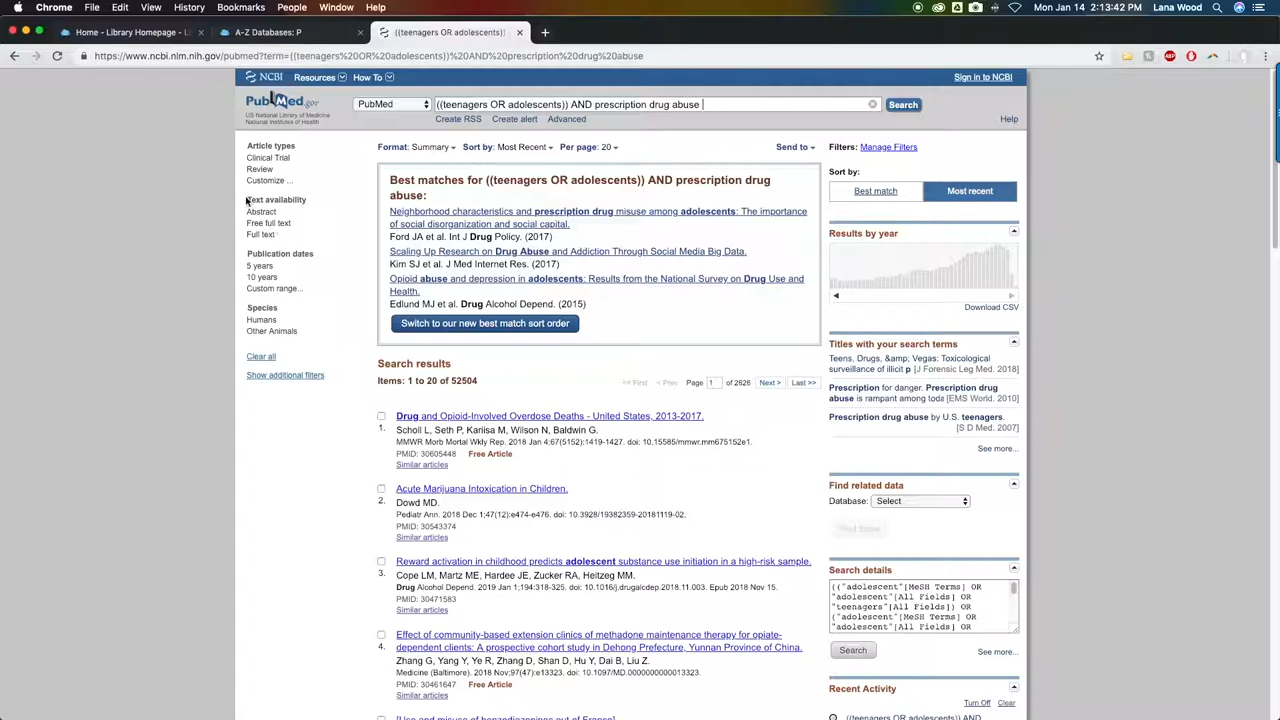 Chrome File Edit View History Bookmarks People Window Help
Mon Jan 14 2:13:42 PM Lana Wood
Home - Library Homepage - Li
A-Z Databases: P
((teenagers OR adolescents))
https://www.ncbi.nlm.nih.gov/pubmed?term=((teenagers%20OR%20adolescents))%20AND%20prescription%20drug%20abuse
NCBI Resources How To
Sign in to NCBI
PubMed.gov
US National Library of Medicine
National Institutes of Health
PubMed
((teenagers OR adolescents)) AND prescription drug abuse
Search
Create RSS Create alert Advanced
Help
Article types
Clinical Trial
Review
Customize ...
Text availability
Abstract
Free full text
Full text
Publication dates
5 years
10 years
Custom range...
Species
Humans
Other Animals
Clear all
Show additional filters
Format: Summary Sort by: Most Recent Per page: 20
Send to
Best matches for ((teenagers OR adolescents)) AND prescription drug
abuse:
Neighborhood characteristics and prescription drug misuse among adolescents: The importance
of social disorganization and social capital.
Ford JA et al. Int J Drug Policy. (2017)
Scaling Up Research on Drug Abuse and Addiction Through Social Media Big Data.
Kim SJ et al. J Med Internet Res. (2017)
Opioid abuse and depression in adolescents: Results from the National Survey on Drug Use and
Health.
Edlund MJ et al. Drug Alcohol Depend. (2015)
Switch to our new best match sort order
Search results
Items: 1 to 20 of 52504
<< First < Prev Page 1 of 2626 Next > Last >>
Drug and Opioid-Involved Overdose Deaths - United States, 2013-2017.
1. Scholl L, Seth P, Kariisa M, Wilson N, Baldwin G.
MMWR Morb Mortal Wkly Rep. 2018 Jan 4;67(5152):1419-1427. doi: 10.15585/mmwr.mm675152e1.
PMID: 30605448 Free Article
Similar articles
Acute Marijuana Intoxication in Children.
2. Dowd MD.
Pediatr Ann. 2018 Dec 1;47(12):e474-e476. doi: 10.3928/19382359-20181119-02.
PMID: 30543374
Similar articles
Reward activation in childhood predicts adolescent substance use initiation in a high-risk sample.
3. Cope LM, Martz ME, Hardee JE, Zucker RA, Heitzeg MM.
Drug Alcohol Depend. 2019 Jan 1;194:318-325. doi: 10.1016/j.drugalcdep.2018.11.003. Epub 2018 Nov 15.
PMID: 30471583
Similar articles
Effect of community-based extension clinics of methadone maintenance therapy for opiate-
4. dependent clients: A prospective cohort study in Dehong Prefecture, Yunnan Province of China.
Zhang G, Yang Y, Ye R, Zhang D, Shan D, Hu Y, Dai B, Liu Z.
Medicine (Baltimore). 2018 Nov;97(47):e13323. doi: 10.1097/MD.0000000000013323.
PMID: 30461647 Free Article
Similar articles
[Use and misuse of benzodiazepines out of France]
Filters: Manage Filters
Sort by:
Best match Most recent
Results by year
Download CSV
Titles with your search terms
Teens, Drugs, &amp; Vegas: Toxicological
surveillance of illicit p [J Forensic Leg Med. 2018]
Prescription for danger. Prescription drug
abuse is rampant among toda [EMS World. 2010]
Prescription drug abuse by U.S. teenagers.
[S D Med. 2007]
See more...
Find related data
Database: Select
Find items
Search details
(("adolescent"[MeSH Terms] OR
"adolescent"[All Fields] OR
"teenagers"[All Fields]) OR
("adolescent"[MeSH Terms] OR
"adolescent"[All Fields] OR
Search
See more...
Recent Activity
Turn Off Clear
((teenagers OR adolescents)) AND